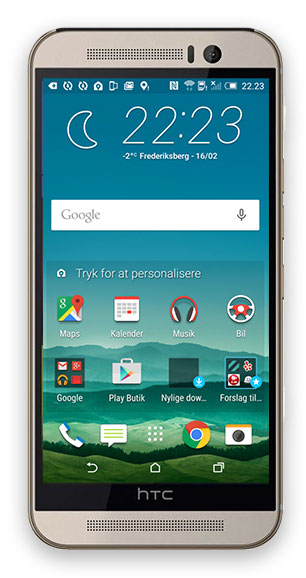 22.23
22:23
-2° Frederiksberg - 16/02
Google
Tryk for at personalisere
Maps Kalender Musik Bil
Google Play Butik Nylige dow... Forslag til...
hTC